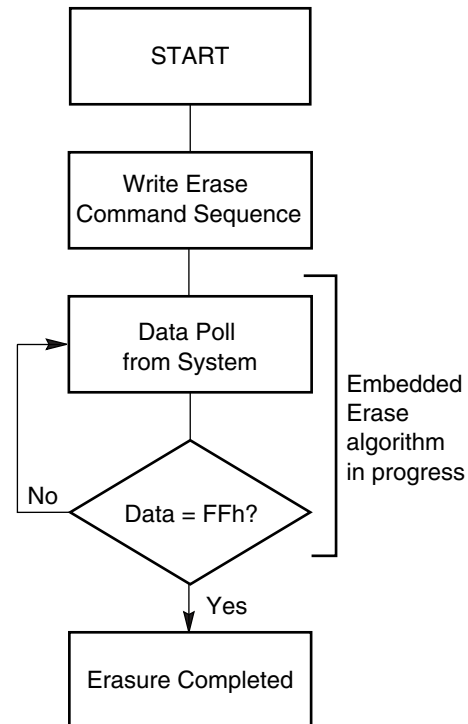 START
Write Erase
Command Sequence
Data Poll
from System
Embedded
Erase
algorithm
in progress
No
Data = FFh?
Yes
Erasure Completed